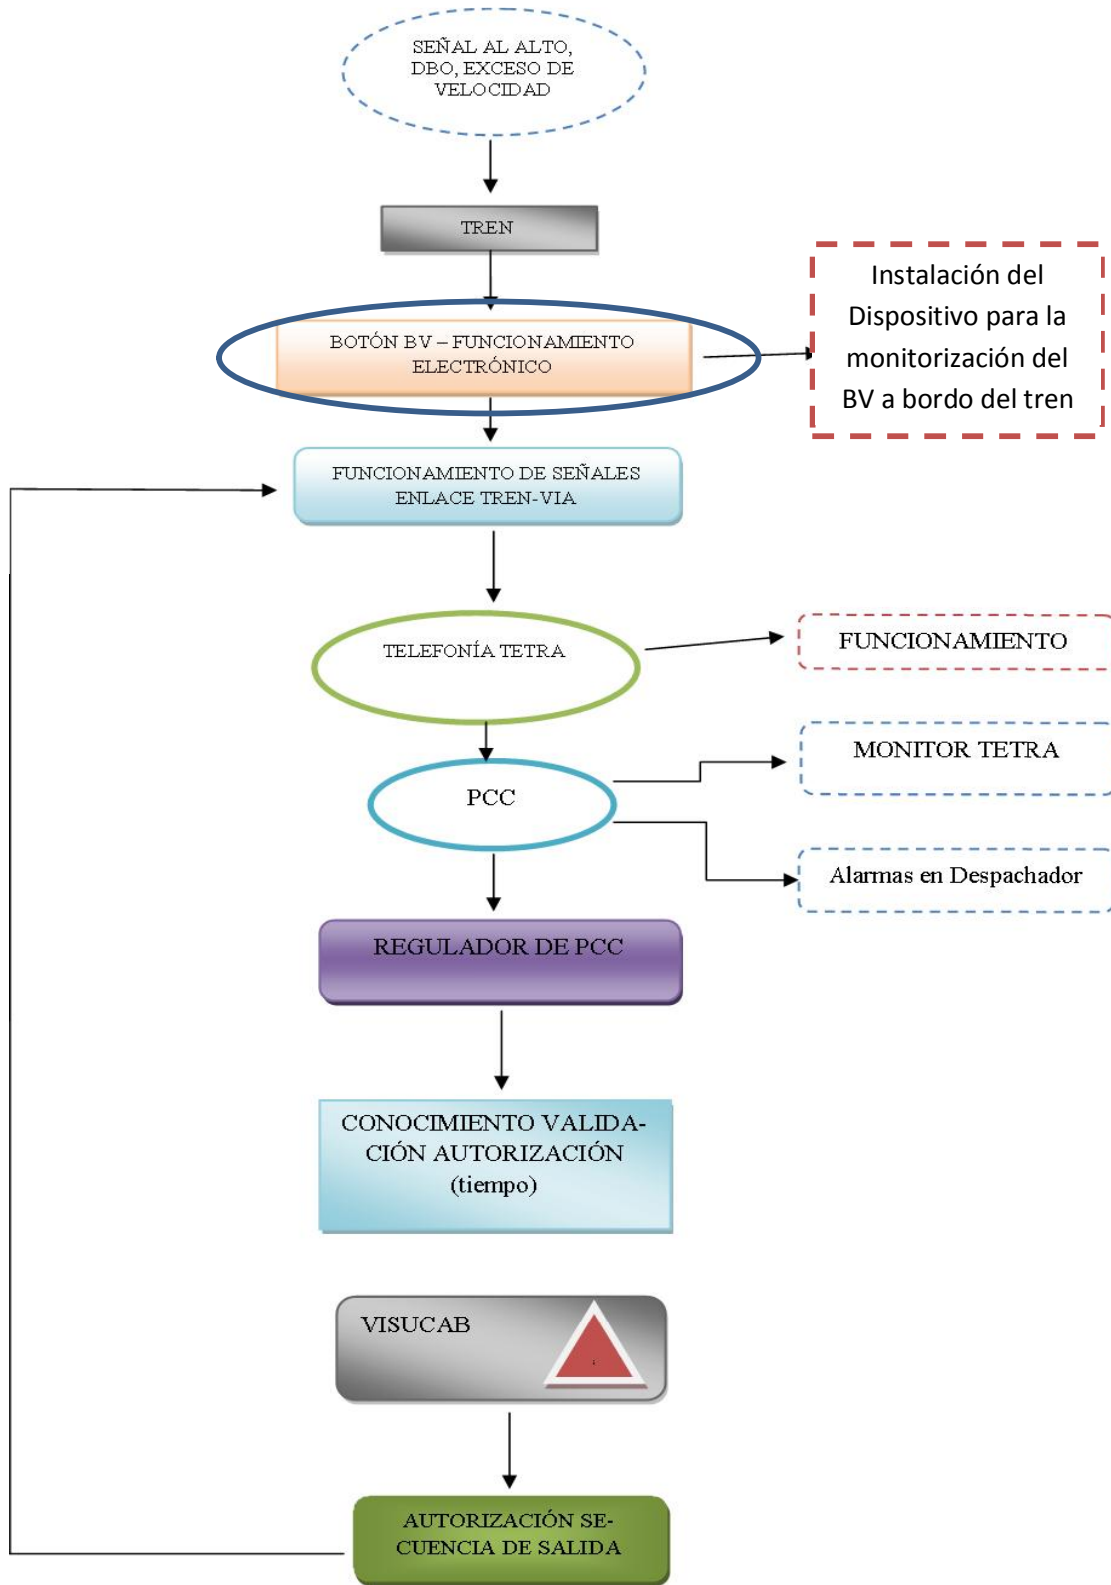 SEÑAL AL ALTO,
DBO, EXCESO DE
VELOCIDAD
TREN
BOTÓN BV – FUNCIONAMIENTO
ELECTRÓNICO
Instalación del
Dispositivo para la
monitorización del
BV a bordo del tren
FUNCIONAMIENTO DE SEÑALES
ENLACE TREN-VIA
TELEFONÍA TETRA
FUNCIONAMIENTO
MONITOR TETRA
PCC
Alarmas en Despachador
REGULADOR DE PCC
CONOCIMIENTO VALIDA-
CIÓN AUTORIZACIÓN
(tiempo)
VISUCAB
AUTORIZACIÓN SE-
CUENCIA DE SALIDA